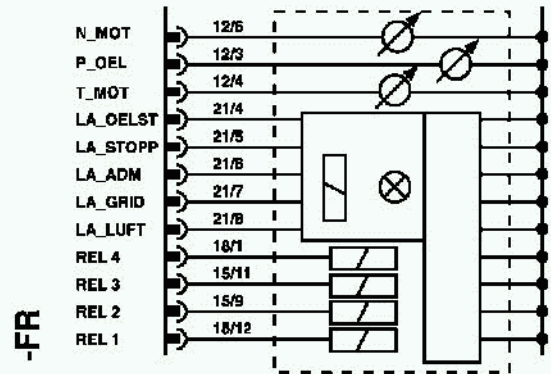 N_MOT 12/6
P_OEL 12/3
T_MOT 12/4
LA_OELST 21/4
LA_STOPP 21/5
LA_ADM 21/6
LA_GRID 21/7
LA_LUFT 21/8
REL 4 18/1
REL 3 15/11
REL 2 15/9
REL 1 18/12
-FR